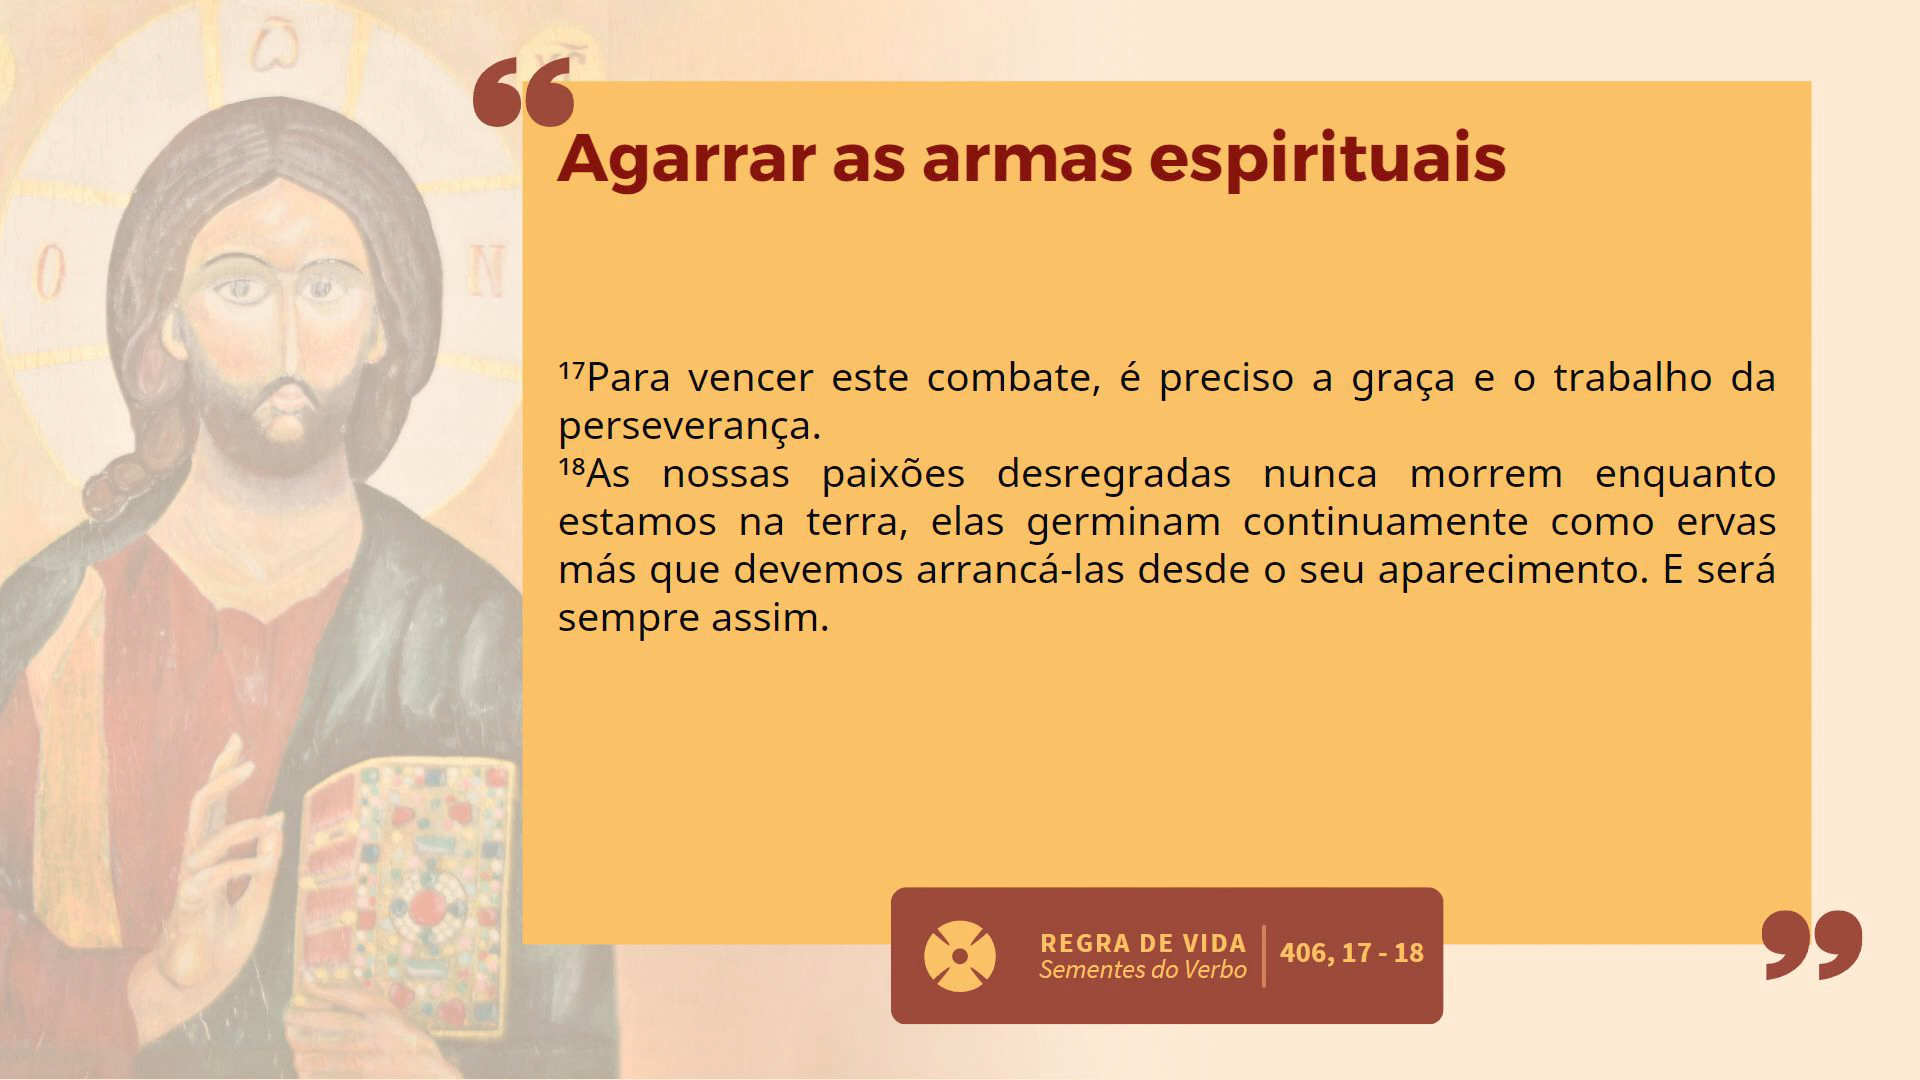 “
Agarrar as armas espirituais
¹⁷Para vencer este combate, é preciso a graça e o trabalho da
perseverança.
¹⁸As nossas paixões desregradas nunca morrem enquanto
estamos na terra, elas germinam continuamente como ervas
más que devemos arrancá-las desde o seu aparecimento. E será
sempre assim.
”
REGRA DE VIDA
Sementes do Verbo
406, 17 - 18
Ѡ
О
N